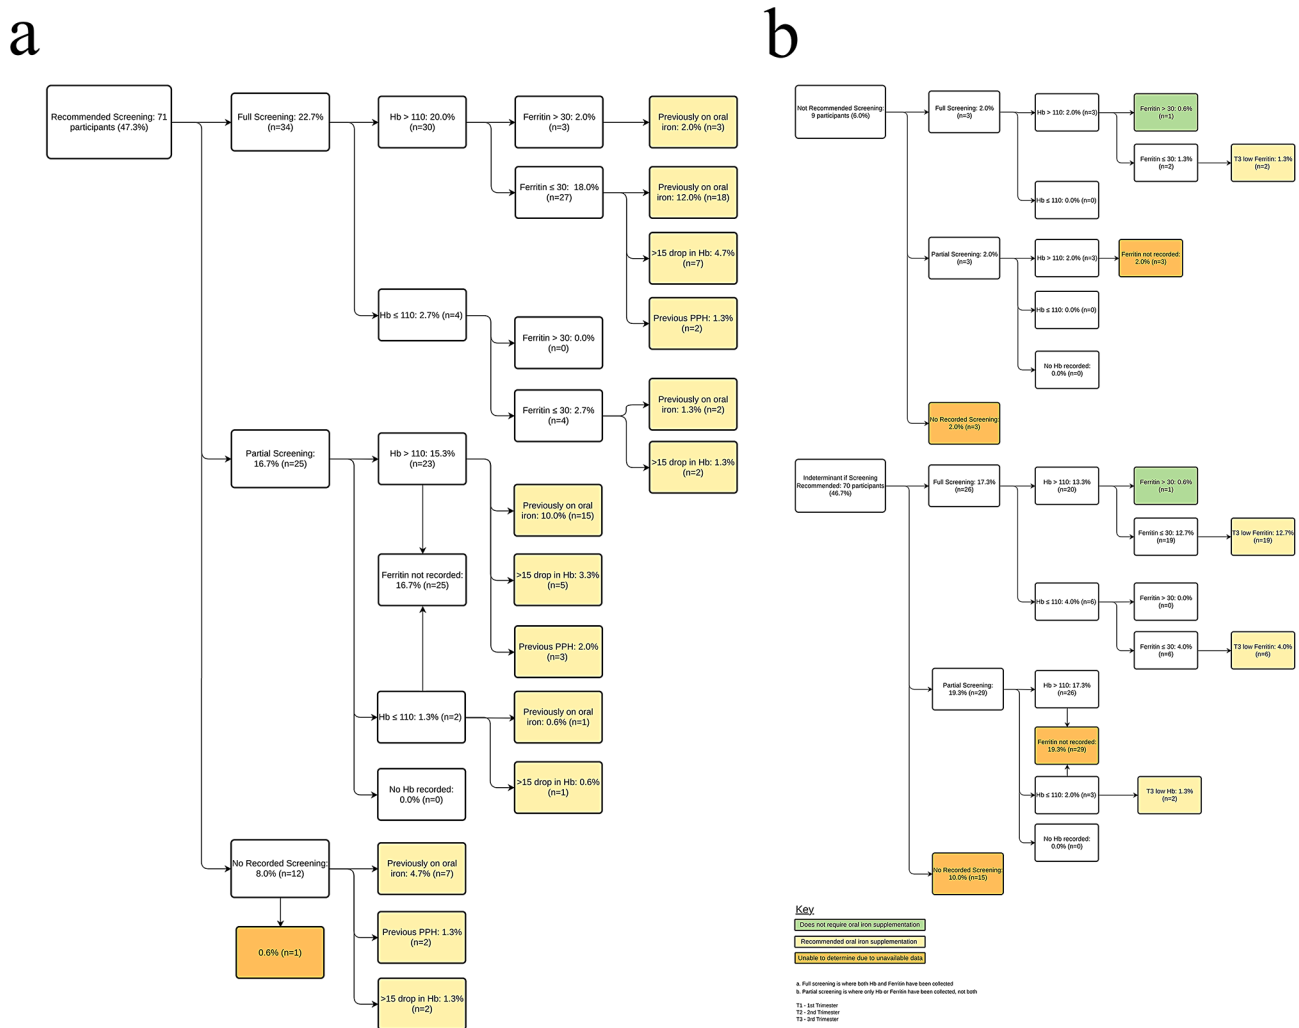 a
Recommended Screening: 71
participants (47.3%)
Full Screening: 22.7%
(n=34)
Hb > 110: 20.0%
(n=30)
Ferritin > 30: 2.0%
(n=3)
Previously on oral
iron: 2.0% (n=3)
Ferritin ≤ 30: 18.0%
(n=27)
Previously on oral
iron: 12.0% (n=18)
>15 drop in Hb: 4.7%
(n=7)
Previous PPH: 1.3%
(n=2)
Hb ≤ 110: 2.7% (n=4)
Ferritin > 30: 0.0%
(n=0)
Ferritin ≤ 30: 2.7%
(n=4)
Previously on oral
iron: 1.3% (n=2)
>15 drop in Hb: 1.3%
(n=2)
Partial Screening:
16.7% (n=25)
Hb > 110: 15.3%
(n=23)
Previously on oral
iron: 10.0% (n=15)
Ferritin not recorded:
16.7% (n=25)
>15 drop in Hb: 3.3%
(n=5)
Previous PPH: 2.0%
(n=3)
Hb ≤ 110: 1.3% (n=2)
Previously on oral
iron: 0.6% (n=1)
>15 drop in Hb: 0.6%
(n=1)
No Hb recorded:
0.0% (n=0)
No Recorded Screening:
8.0% (n=12)
Previously on oral
iron: 4.7% (n=7)
0.6% (n=1)
Previous PPH: 1.3%
(n=2)
>15 drop in Hb: 1.3%
(n=2)
b
Not Recommended Screening:
9 participants (6.0%)
Full Screening: 2.0%
(n=3)
Hb > 110: 2.0% (n=3)
Ferritin > 30: 0.6%
(n=1)
Ferritin ≤ 30: 1.3%
(n=2)
T3 low Ferritin: 1.3%
(n=2)
Hb ≤ 110: 0.0% (n=0)
Partial Screening: 2.0%
(n=3)
Hb > 110: 2.0% (n=3)
Ferritin not recorded:
2.0% (n=3)
Hb ≤ 110: 0.0% (n=0)
No Hb recorded:
0.0% (n=0)
No Recorded Screening:
2.0% (n=3)
Indeterminant if Screening
Recommended: 70 participants
(46.7%)
Full Screening: 17.3%
(n=26)
Hb > 110: 13.3%
(n=20)
Ferritin > 30: 0.6%
(n=1)
Ferritin ≤ 30: 12.7%
(n=19)
T3 low Ferritin: 12.7%
(n=19)
Hb ≤ 110: 4.0% (n=6)
Ferritin > 30: 0.0%
(n=0)
Ferritin ≤ 30: 4.0%
(n=6)
T3 low Ferritin: 4.0%
(n=6)
Partial Screening:
19.3% (n=29)
Hb > 110: 17.3%
(n=26)
Ferritin not recorded:
19.3% (n=29)
Hb ≤ 110: 2.0% (n=3)
T3 low Hb: 1.3%
(n=2)
No Hb recorded:
0.0% (n=0)
No Recorded Screening:
10.0% (n=15)
Key
Does not require oral iron supplementation
Recommended oral iron supplementation
Unable to determine due to unavailable data
a. Full screening is where both Hb and Ferritin have been collected
b. Partial screening is where only Hb or Ferritin have been collected, not both
T1 - 1st Trimester
T2 - 2nd Trimester
T3 - 3rd Trimester